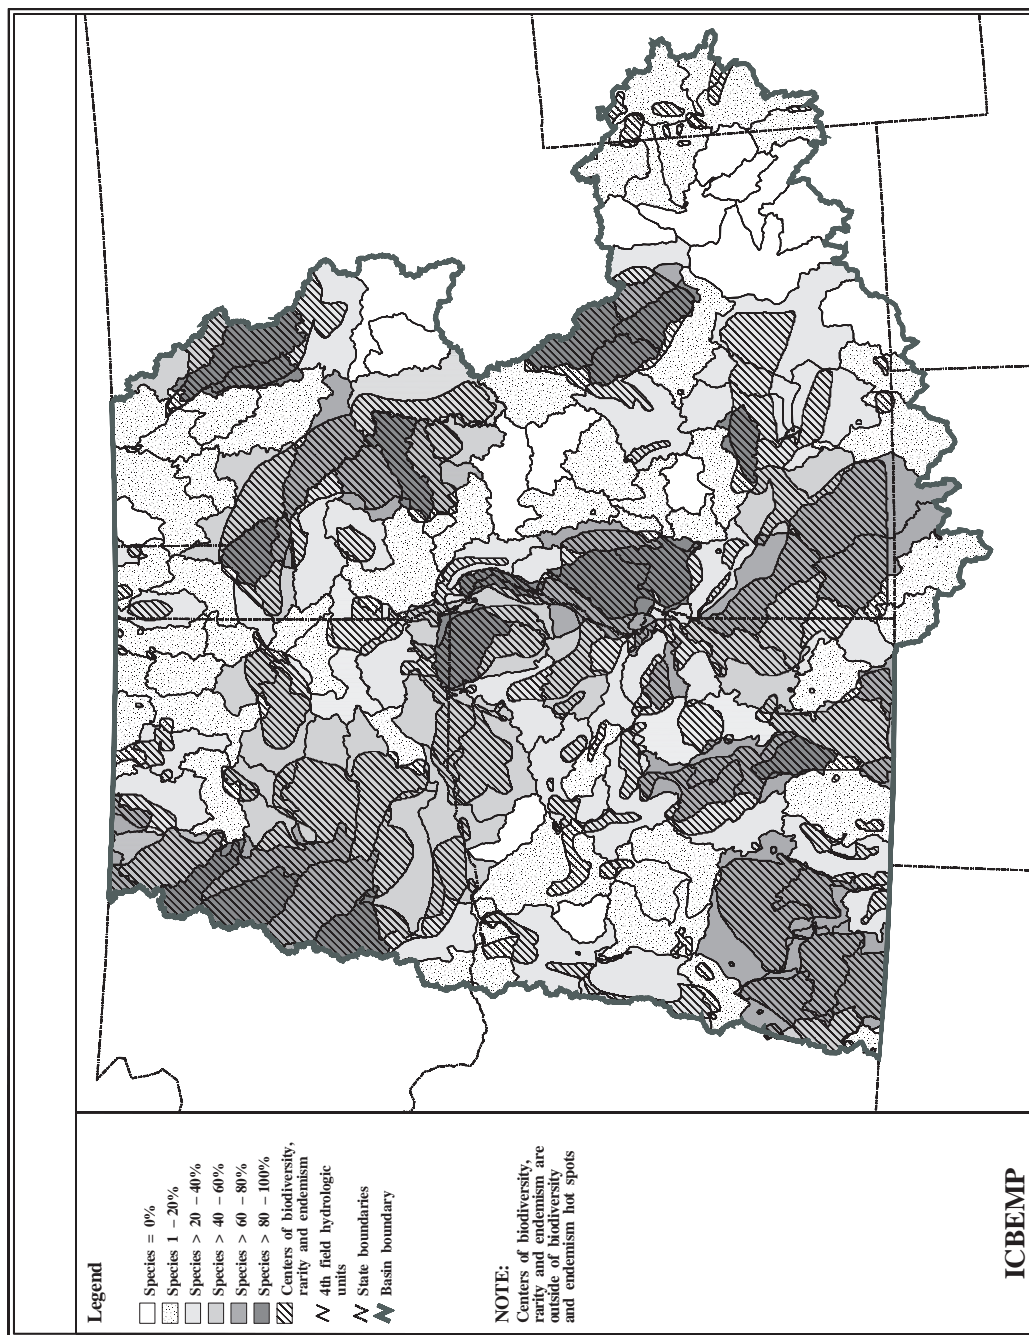 Legend
Species = 0%
Species 1 – 20%
Species > 20 – 40%
Species > 40 – 60%
Species > 60 – 80%
Species > 80 – 100%
Centers of biodiversity,
rarity and endemism
4th field hydrologic
units
State boundaries
Basin boundary
NOTE:
Centers of biodiversity,
rarity and endemism are
outside of biodiversity
and endemism hot spots
ICBEMP